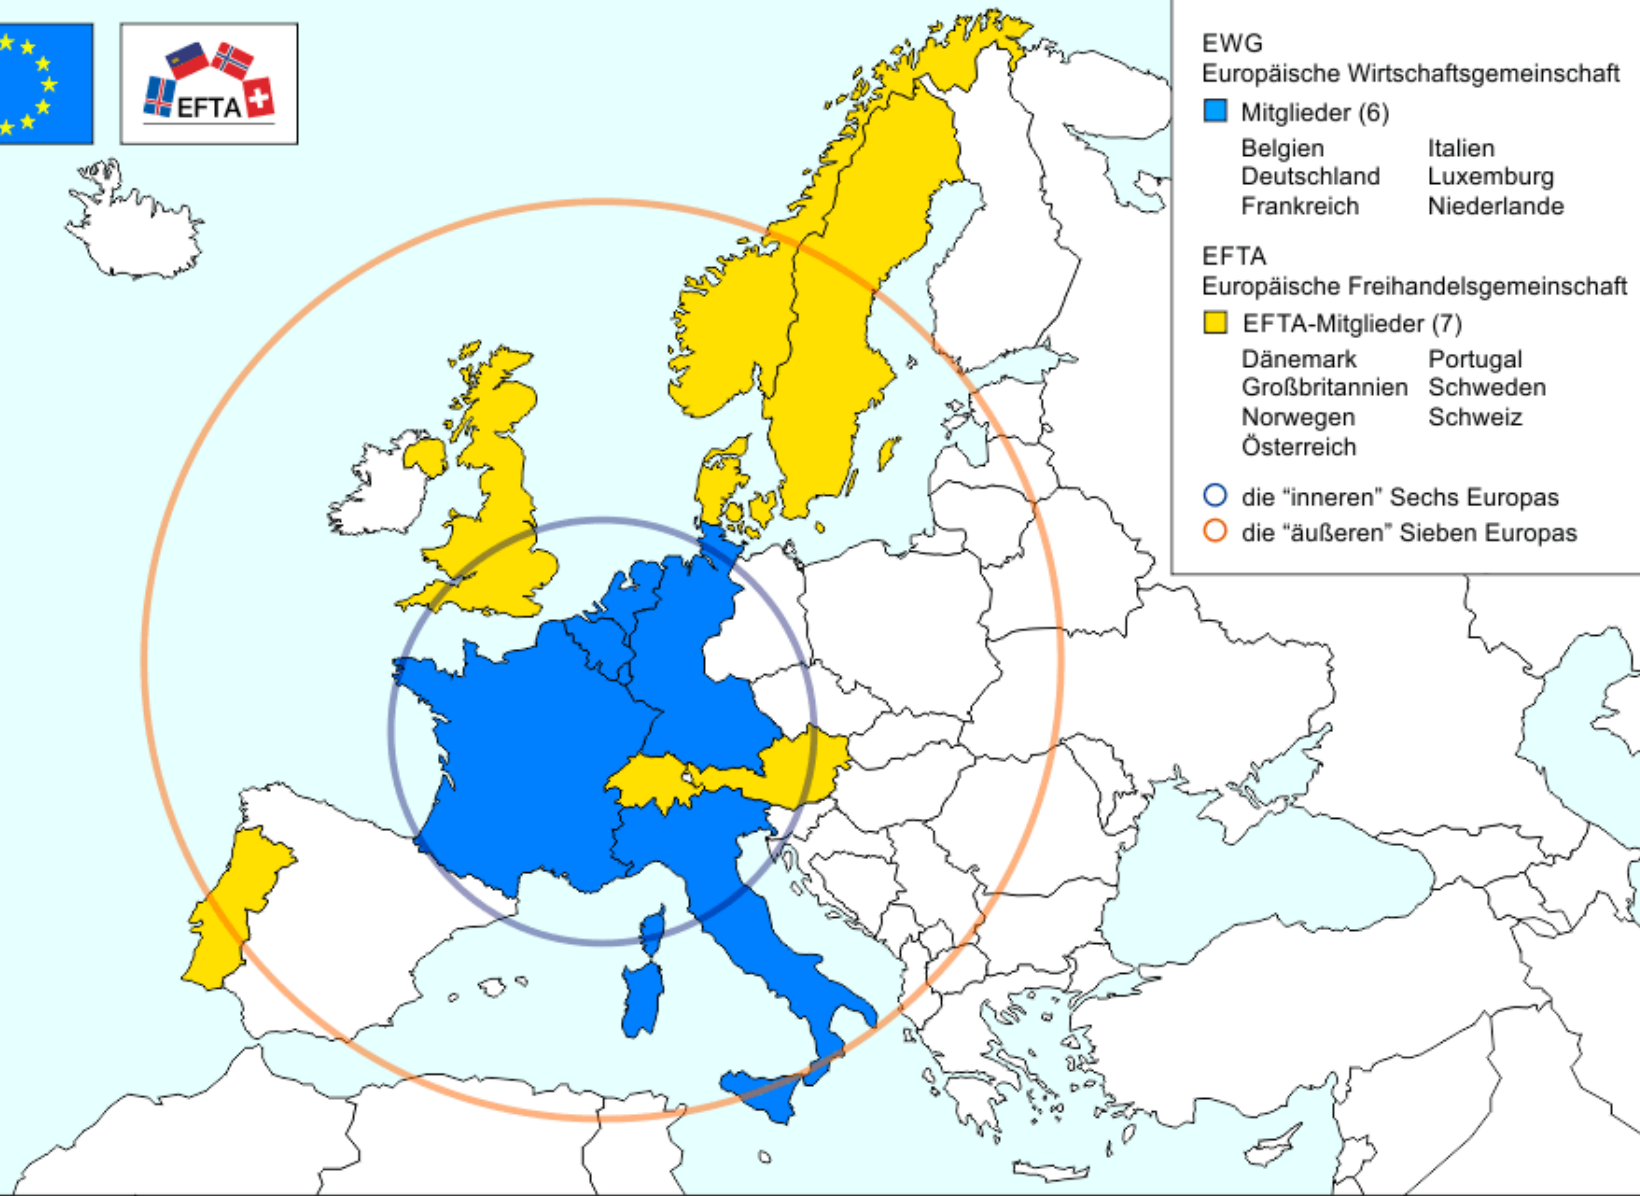 EFTA
EWG
Europäische Wirtschaftsgemeinschaft
Mitglieder (6)
Belgien
Deutschland
Frankreich
Italien
Luxemburg
Niederlande
EFTA
Europäische Freihandelsgemeinschaft
EFTA-Mitglieder (7)
Dänemark
Großbritannien
Norwegen
Österreich
Portugal
Schweden
Schweiz
die “inneren” Sechs Europas
die “äußeren” Sieben Europas